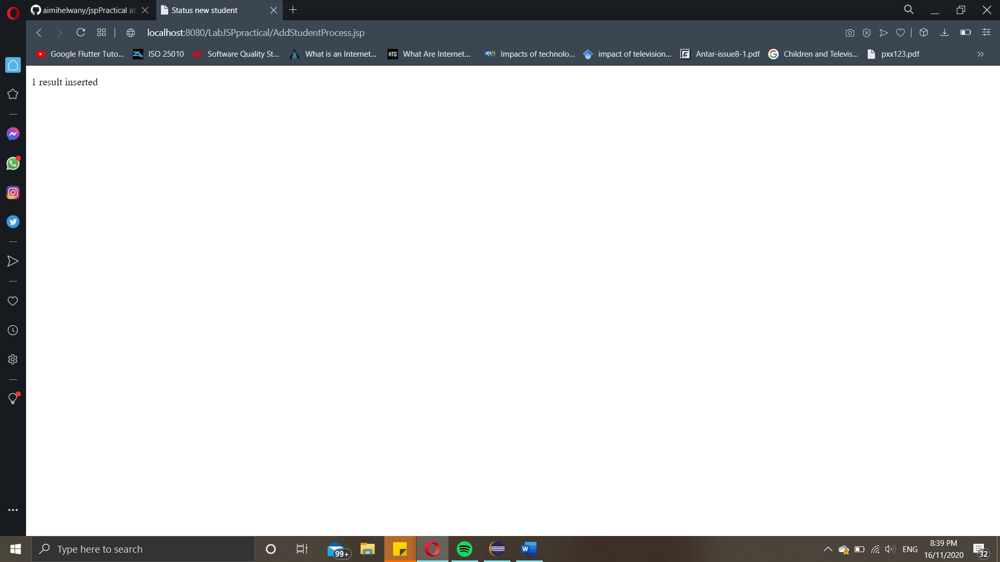 aimihelwany/jspPractical at
Status new student
localhost:8080/LabJSPpractical/AddStudentProcess.jsp
Google Flutter Tuto...
25k
ISO 25010
Software Quality St...
What is an Internet...
HTG
What Are Internet...
Impacts of technolo...
impact of television...
Antar-issue8-1.pdf
Children and Televis...
pxx123.pdf
1 result inserted
Type here to search
99+
W
ENG
8:39 PM
16/11/2020
32